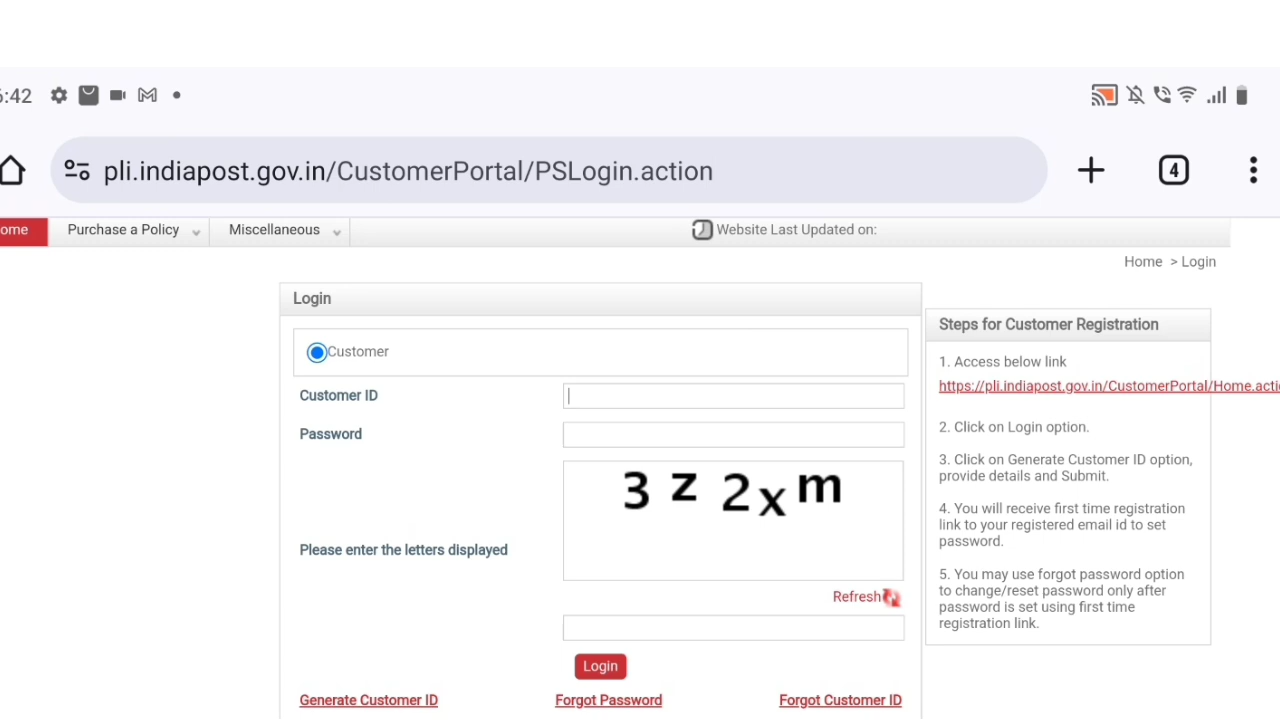 6:42
pli.indiapost.gov.in/CustomerPortal/PSLogin.action
4
ome
Purchase a Policy
Miscellaneous
Website Last Updated on:
Home > Login
Login
Customer
Customer ID
Password
3 z 2 x m
Please enter the letters displayed
Refresh
Login
Generate Customer ID
Forgot Password
Forgot Customer ID
Steps for Customer Registration
1. Access below link
https://pli.indiapost.gov.in/CustomerPortal/Home.acti
2. Click on Login option.
3. Click on Generate Customer ID option,
provide details and Submit.
4. You will receive first time registration
link to your registered email id to set
password.
5. You may use forgot password option
to change/reset password only after
password is set using first time
registration link.